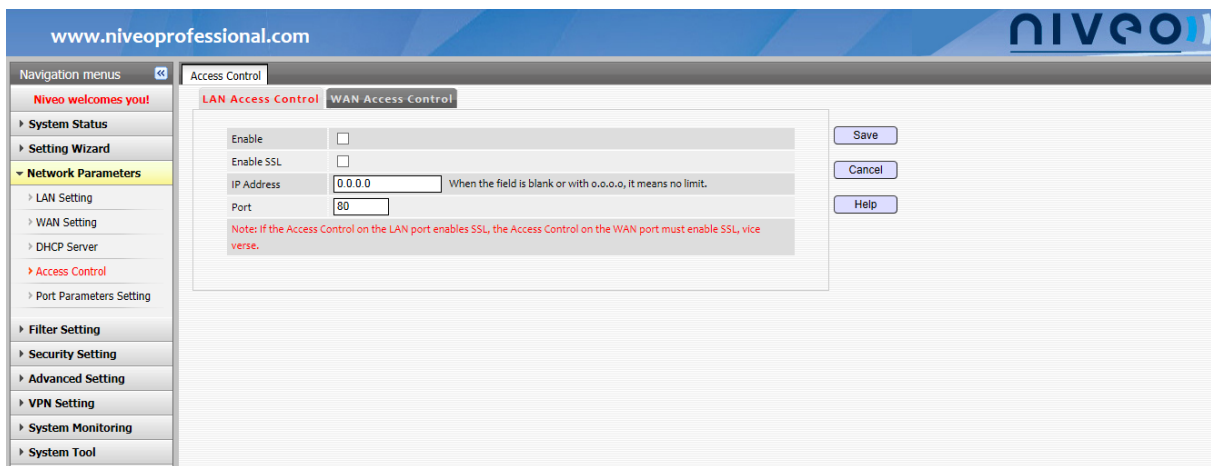 www.niveoprofessional.com
niveo
Navigation menus
Access Control
Niveo welcomes you!
LAN Access Control
WAN Access Control
System Status
Setting Wizard
Network Parameters
LAN Setting
WAN Setting
DHCP Server
Access Control
Port Parameters Setting
Filter Setting
Security Setting
Advanced Setting
VPN Setting
System Monitoring
System Tool
Enable
Enable SSL
IP Address 0.0.0.0 When the field is blank or with 0.0.0.0, it means no limit.
Port 80
Note: If the Access Control on the LAN port enables SSL, the Access Control on the WAN port must enable SSL, vice
verse.
Save
Cancel
Help